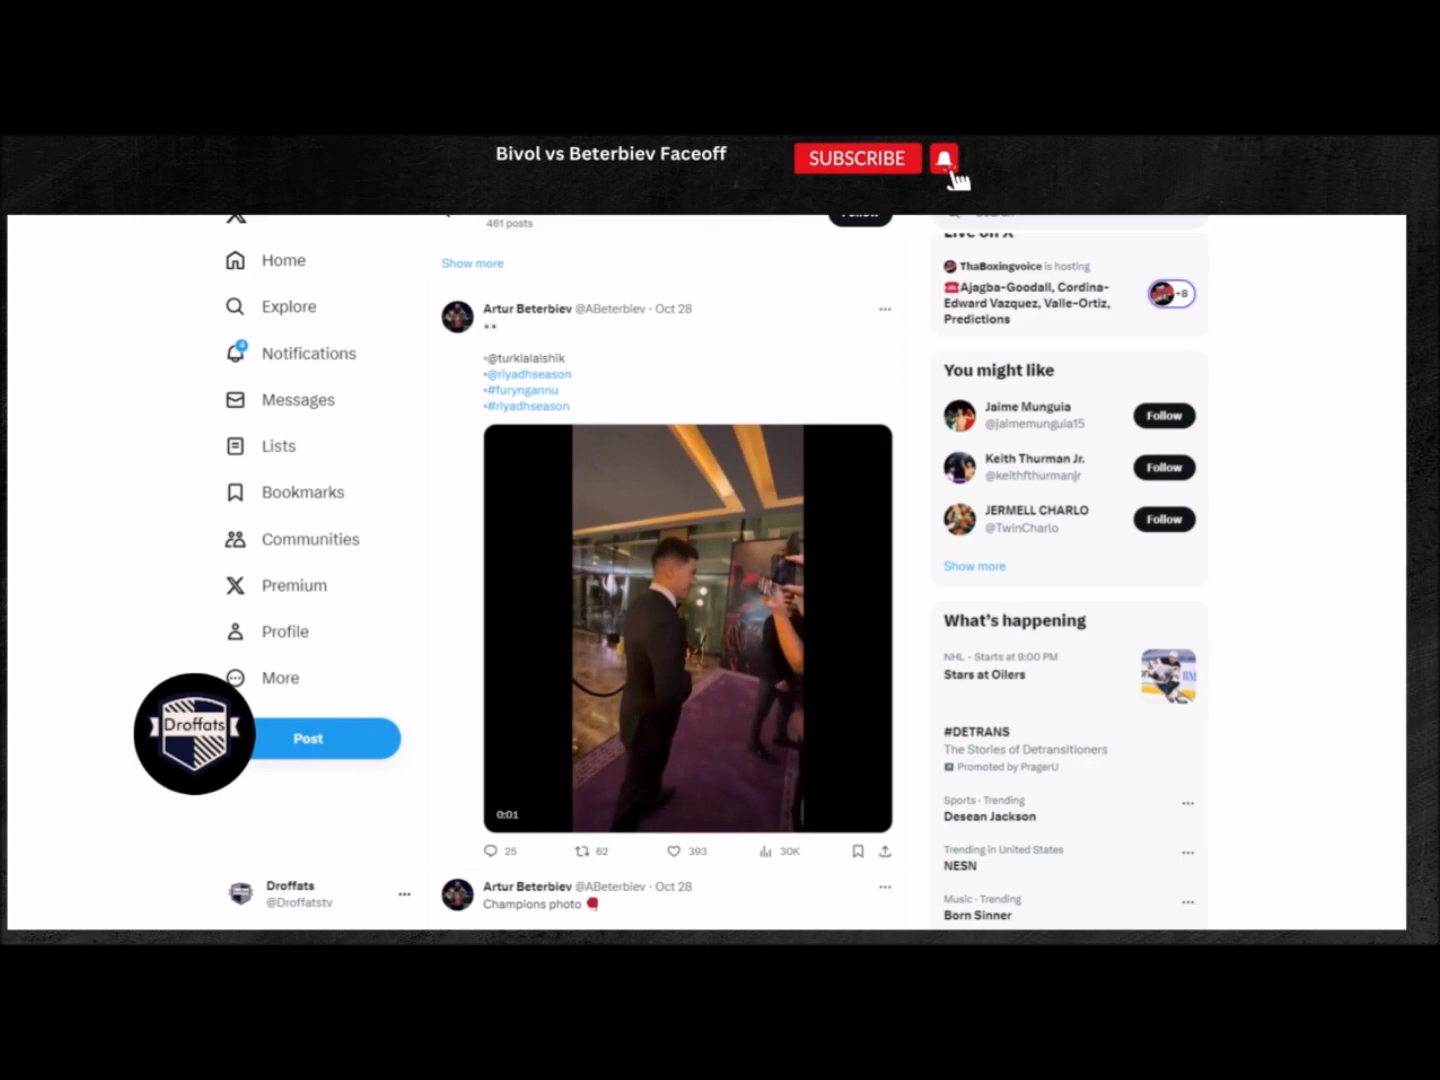 Bivol vs Beterbiev Faceoff
SUBSCRIBE
461 posts
Follow
Show more
Home
Explore
4
Notifications
Messages
Lists
Bookmarks
Communities
Premium
Profile
More
Droffats
Post
Droffats
@Droffatstv
Artur Beterbiev @ABeterbiev · Oct 28
@turkialalshik
@riyadhseason
#furyngannu
#riyadhseason
0:01
25
62
393
30K
Artur Beterbiev @ABeterbiev · Oct 28
Champions photo
Live on X
ThaBoxingvoice is hosting
Ajagba-Goodall, Cordina-
Edward Vazquez, Valle-Ortiz,
Predictions
+8
You might like
Jaime Munguia
@jaimemunguia15
Follow
Keith Thurman Jr.
@keithfthurmanjr
Follow
JERMELL CHARLO
@TwinCharlo
Follow
Show more
What's happening
NHL · Starts at 9:00 PM
Stars at Oilers
#DETRANS
The Stories of Detransitioners
Promoted by PragerU
Sports · Trending
Desean Jackson
Trending in United States
NESN
Music · Trending
Born Sinner